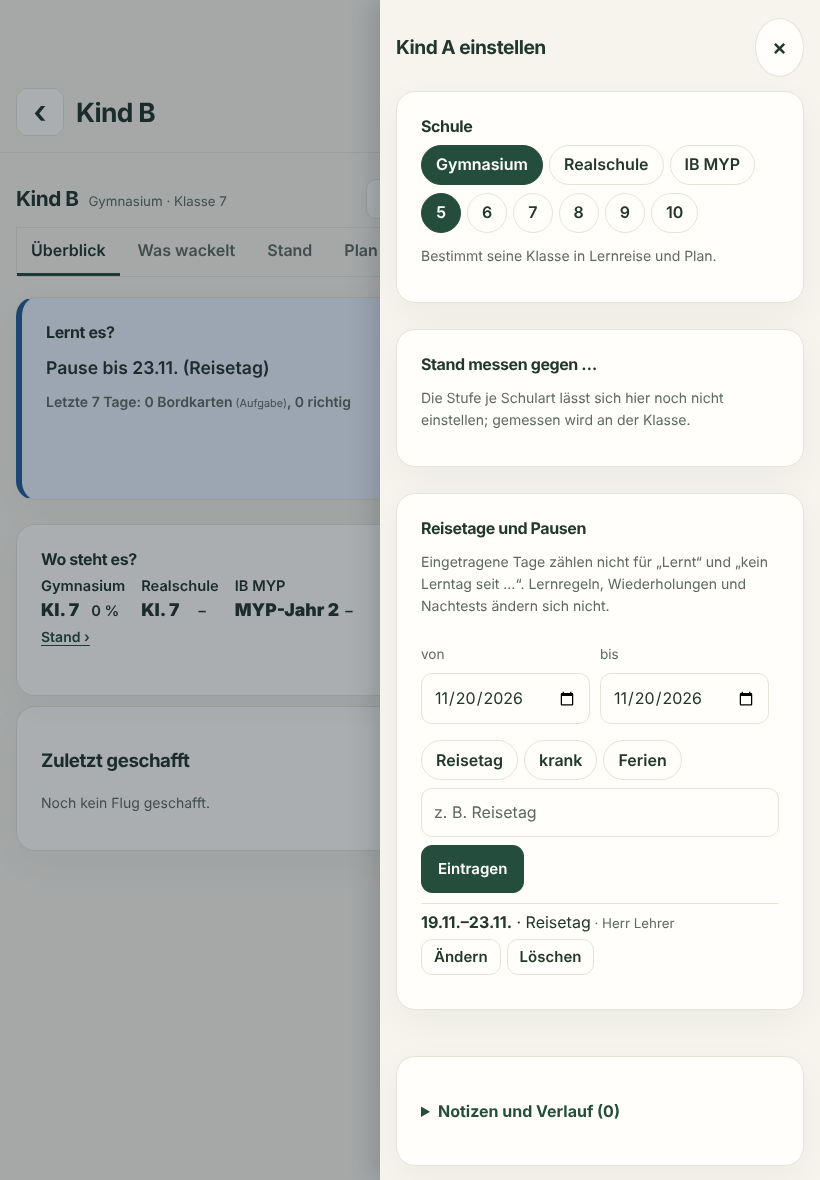 Kind B
Kind B Gymnasium · Klasse 7
Überblick Was wackelt Stand Plan
Lernt es?
Pause bis 23.11. (Reisetag)
Letzte 7 Tage: 0 Bordkarten (Aufgabe), 0 richtig
Wo steht es?
Gymnasium Realschule IB MYP
Kl. 7 0 % Kl. 7 – MYP-Jahr 2 –
Stand ›
Zuletzt geschafft
Noch kein Flug geschafft.
Kind A einstellen
Schule
Gymnasium Realschule IB MYP
5 6 7 8 9 10
Bestimmt seine Klasse in Lernreise und Plan.
Stand messen gegen …
Die Stufe je Schulart lässt sich hier noch nicht
einstellen; gemessen wird an der Klasse.
Reisetage und Pausen
Eingetragene Tage zählen nicht für „Lernt“ und „kein
Lerntag seit …“. Lernregeln, Wiederholungen und
Nachtests ändern sich nicht.
von bis
11/20/2026 11/20/2026
Reisetag krank Ferien
z. B. Reisetag
Eintragen
19.11.–23.11. · Reisetag · Herr Lehrer
Ändern Löschen
Notizen und Verlauf (0)